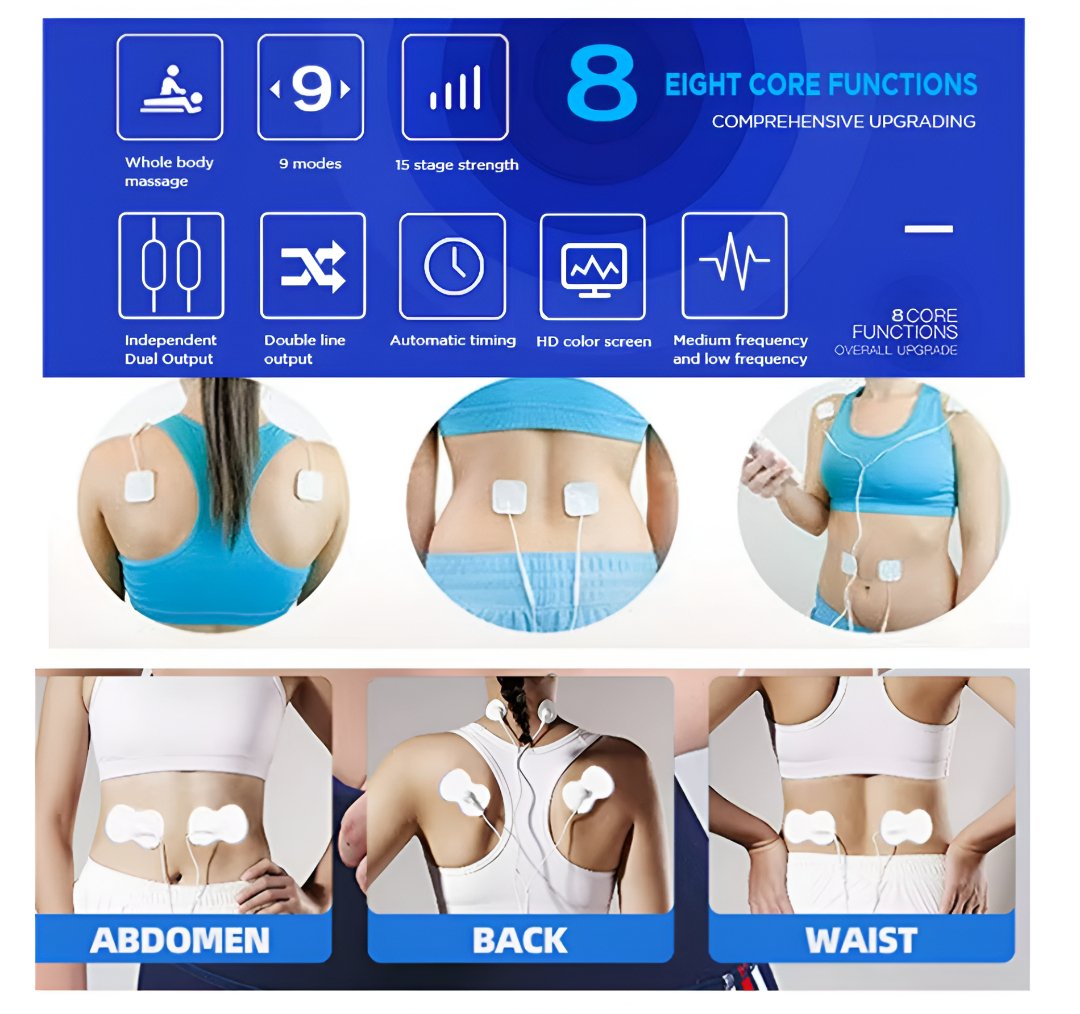 8
EIGHT CORE FUNCTIONS
COMPREHENSIVE UPGRADING
9
Whole body
massage
9 modes
15 stage strength
Independent
Dual Output
Double line
output
Automatic timing
HD color screen
Medium frequency
and low frequency
8 CORE
FUNCTIONS
OVERALL UPGRADE
ABDOMEN
BACK
WAIST